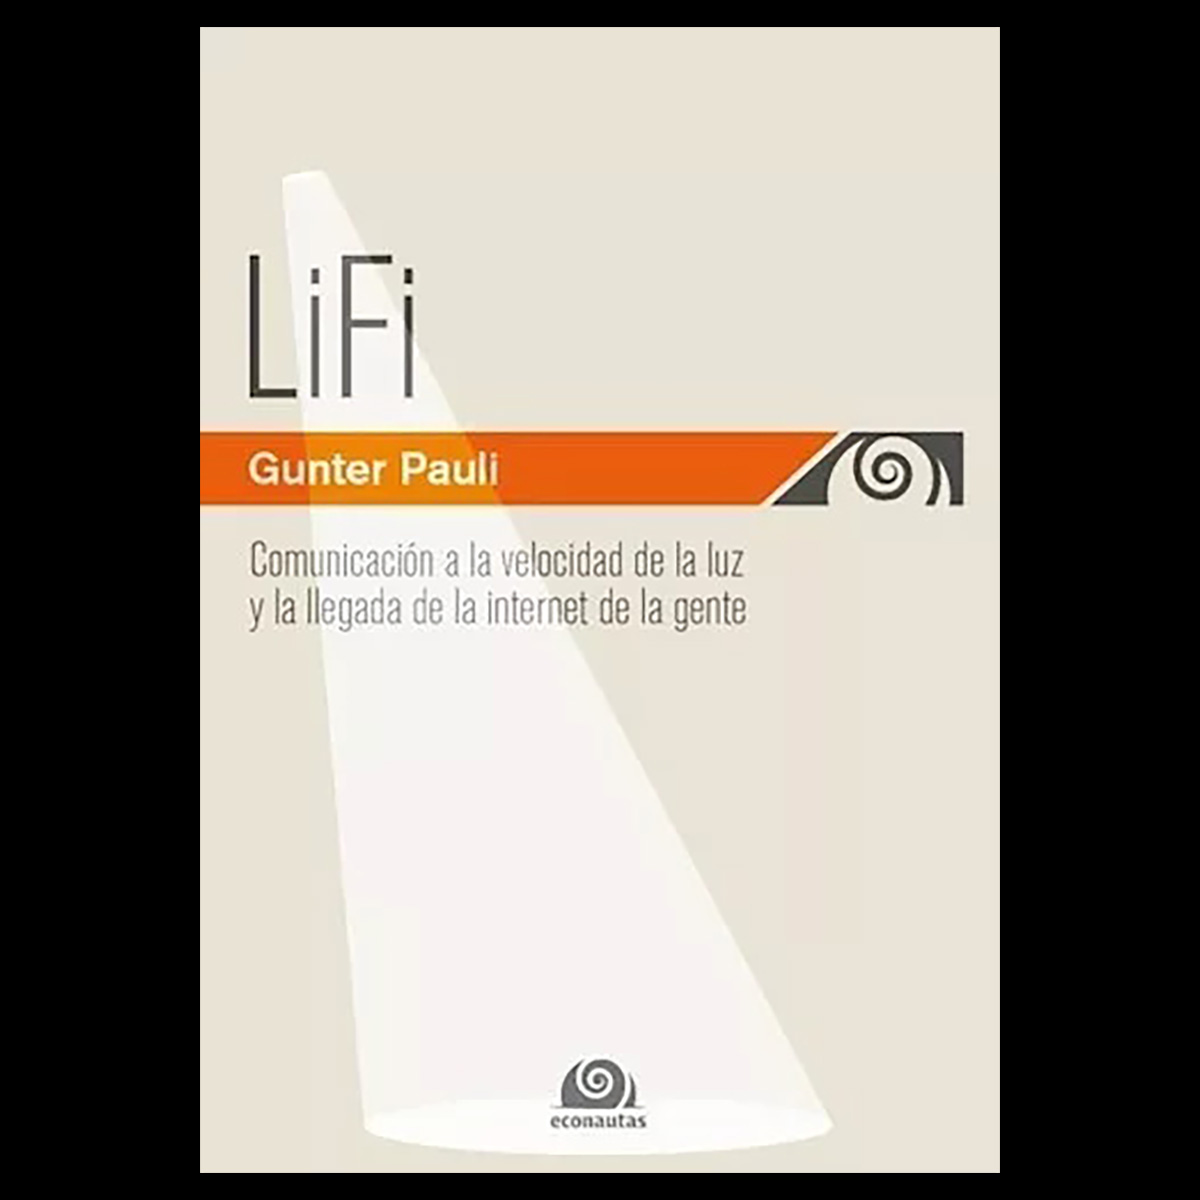 LiFi
Gunter Pauli
Comunicación a la velocidad de la luz
y la llegada de la internet de la gente
econautas